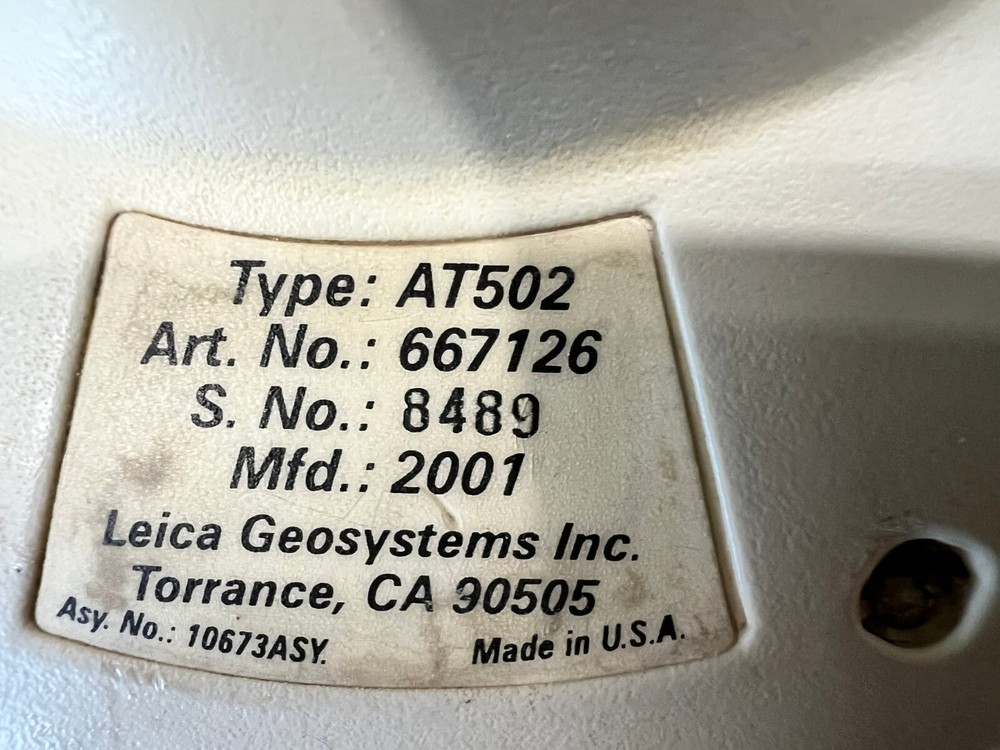 Type: AT502
Art. No.: 667126
S. No.: 8489
Mfd.: 2001
Leica Geosystems Inc.
Torrance, CA 90505
Asy. No.: 10673ASY. Made in U.S.A.